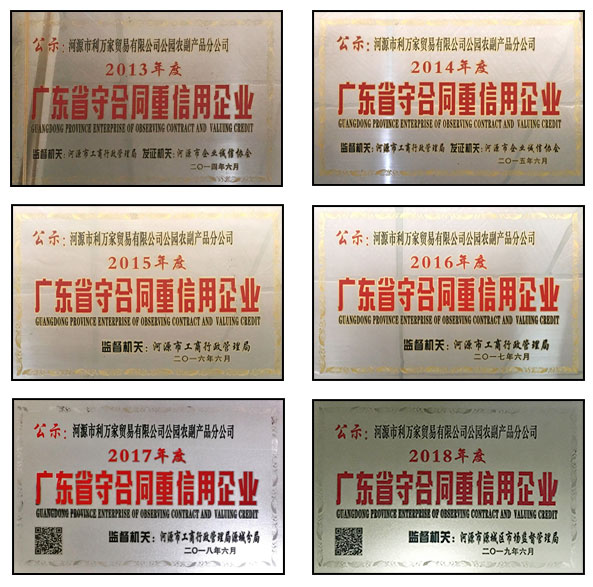 公示：河源市利万家贸易有限公司公园农副产品分公司
2013年度
广东省守合同重信用企业
GUANGDONG PROVINCE ENTERPRISE OF OBSERVING CONTRACT AND VALUING CREDIT
监督机关：河源市工商行政管理局 发证机关：河源市企业诚信协会
二〇一四年六月
公示：河源市利万家贸易有限公司公园农副产品分公司
2014年度
广东省守合同重信用企业
GUANGDONG PROVINCE ENTERPRISE OF OBSERVING CONTRACT AND VALUING CREDIT
监督机关：河源市工商行政管理局 发证机关：河源市企业诚信协会
二〇一五年六月
公示：河源市利万家贸易有限公司公园农副产品分公司
2015年度
广东省守合同重信用企业
GUANGDONG PROVINCE ENTERPRISE OF OBSERVING CONTRACT AND VALUING CREDIT
监督机关：河源市工商行政管理局
二〇一六年六月
公示：河源市利万家贸易有限公司公园农副产品分公司
2016年度
广东省守合同重信用企业
GUANGDONG PROVINCE ENTERPRISE OF OBSERVING CONTRACT AND VALUING CREDIT
监督机关：河源市工商行政管理局
二〇一七年六月
公示：河源市利万家贸易有限公司公园农副产品分公司
2017年度
广东省守合同重信用企业
GUANGDONG PROVINCE ENTERPRISE OF OBSERVING CONTRACT AND VALUING CREDIT
监督机关：河源市工商行政管理局源城分局
二〇一八年六月
公示：河源市利万家贸易有限公司公园农副产品分公司
2018年度
广东省守合同重信用企业
GUANGDONG PROVINCE ENTERPRISE OF OBSERVING CONTRACT AND VALUING CREDIT
监督机关：河源市源城区市场监督管理局
二〇一九年六月